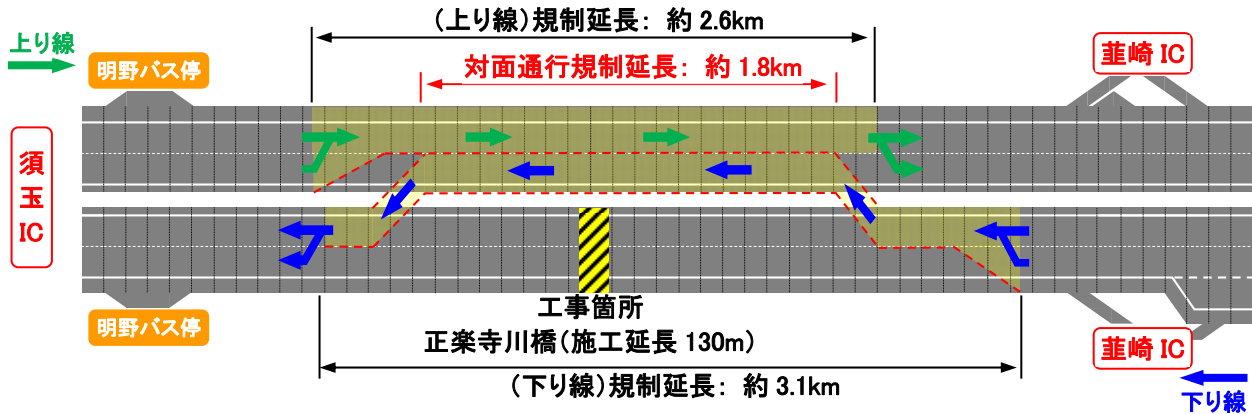 (上り線)規制延長: 約 2.6km
上り線
対面通行規制延長: 約 1.8km
明野バス停
韮崎 IC
須玉IC
工事箇所
正楽寺川橋(施工延長 130m)
明野バス停
韮崎 IC
(下り線)規制延長: 約 3.1km
下り線